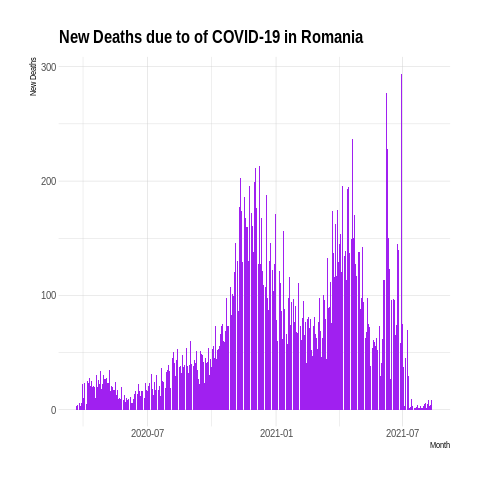 New Deaths due to of COVID-19 in Romania
New Deaths
300
200
100
0
2020-07
2021-01
2021-07
Month